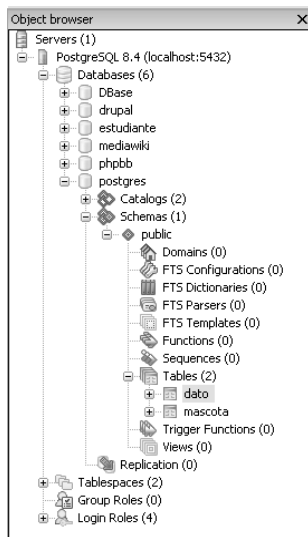 Object browser
Servers (1)
PostgreSQL 8.4 (localhost:5432)
Databases (6)
DBase
drupal
estudiante
mediawiki
phpbb
postgres
Catalogs (2)
Schemas (1)
public
Domains (0)
FTS Configurations (0)
FTS Dictionaries (0)
FTS Parsers (0)
FTS Templates (0)
Functions (0)
Sequences (0)
Tables (2)
dato
mascota
Trigger Functions (0)
Views (0)
Replication (0)
Tablespaces (2)
Group Roles (0)
Login Roles (4)